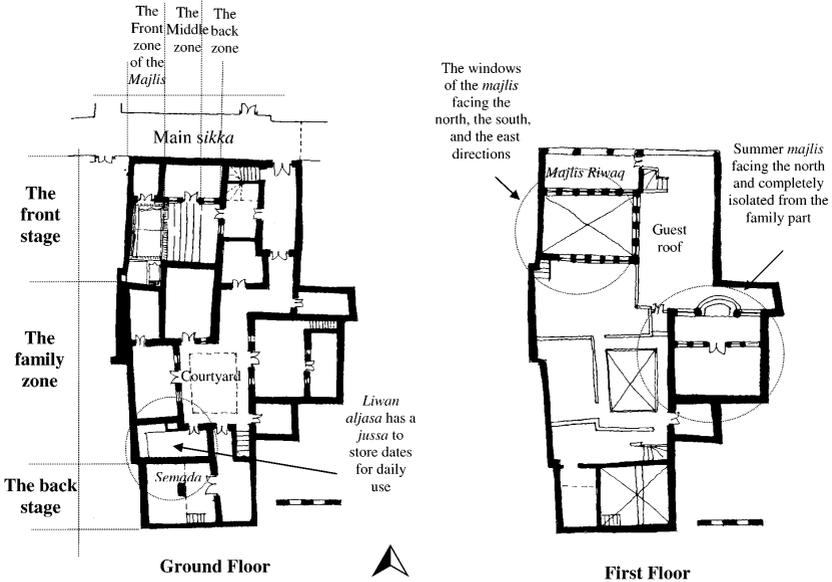 The
Front
zone
of the
Majlis
The
Middle
zone
The
back
zone
Main sikka
The
front
stage
The
family
zone
The back
stage
Courtyard
Semada
Liwan
aljasa has a
jussa to
store dates
for daily
use
Ground Floor
The windows
of the majlis
facing the
north, the south,
and the east
directions
Majlis Riwaq
Guest
roof
Summer majlis
facing the north
and completely
isolated from the
family part
First Floor